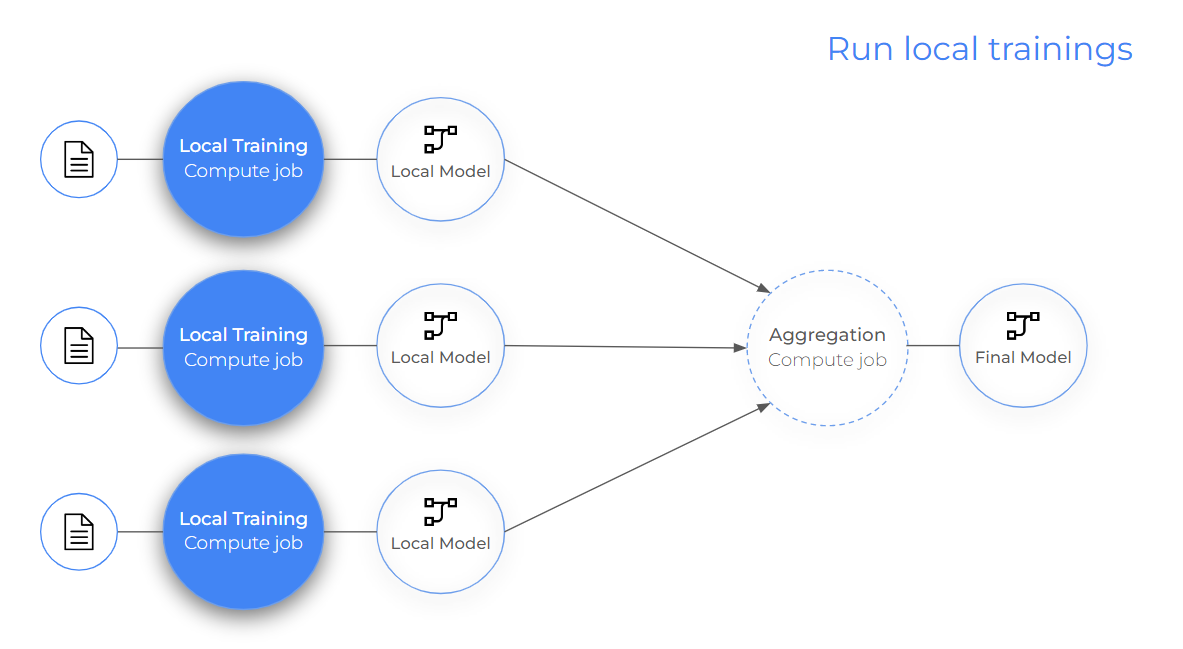 Run local trainings
Local Training
Compute job
Local Model
Local Training
Compute job
Local Model
Aggregation
Compute job
Final Model
Local Training
Compute job
Local Model